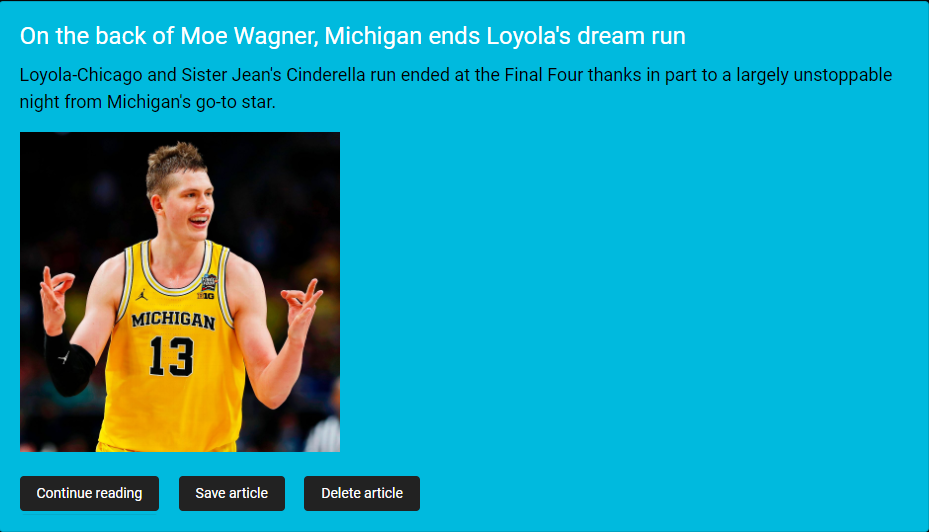 On the back of Moe Wagner, Michigan ends Loyola's dream run
Loyola-Chicago and Sister Jean's Cinderella run ended at the Final Four thanks in part to a largely unstoppable
night from Michigan's go-to star.
B1G
MICHIGAN
13
Continue reading Save article Delete article